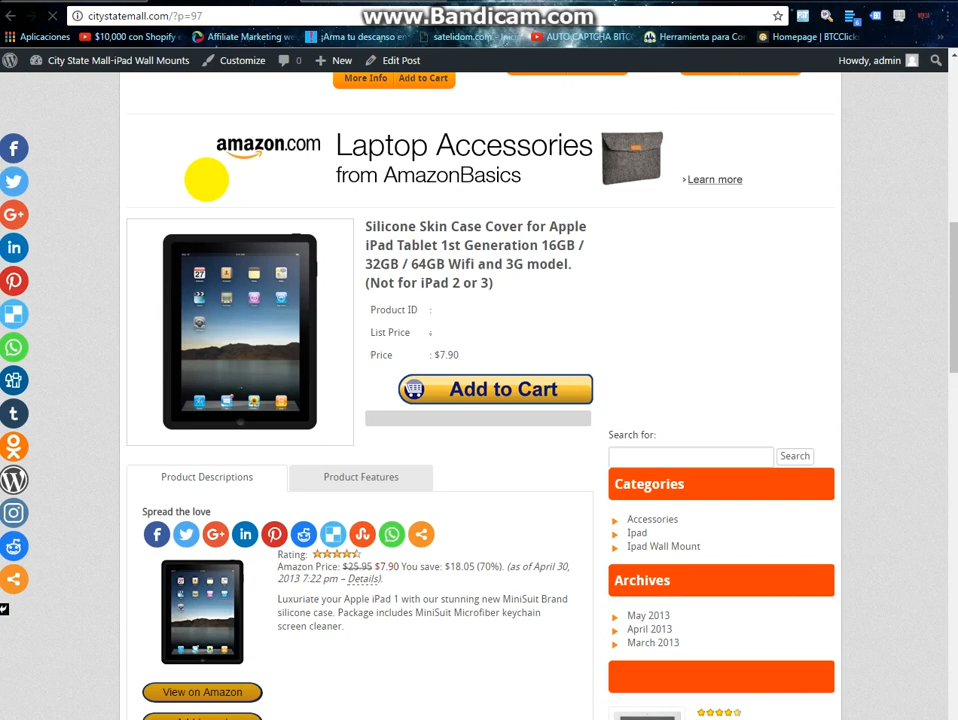 www.Bandicam.com
citystatemall.com/?p=97
Aplicaciones $10,000 con Shopify Affiliate Marketing w ¡Arma tu descanso en satelidom.com - Inici AUTO CAPTCHA BITC Herramienta para Co Homepage | BTCClick »
City State Mall-iPad Wall Mounts Customize 0 New Edit Post Howdy, admin
More Info Add to Cart
amazon.com Laptop Accessories
from AmazonBasics
›Learn more
Silicone Skin Case Cover for Apple
iPad Tablet 1st Generation 16GB /
32GB / 64GB Wifi and 3G model.
(Not for iPad 2 or 3)
Product ID :
List Price :
Price : $7.90
Add to Cart
Search for:
Search
Categories
Accessories
Ipad
Ipad Wall Mount
Archives
May 2013
April 2013
March 2013
Product Descriptions Product Features
Spread the love
Rating:
Amazon Price: $25.95 $7.90 You save: $18.05 (70%). (as of April 30,
2013 7:22 pm – Details).
Luxuriate your Apple iPad 1 with our stunning new MiniSuit Brand
silicone case. Package includes MiniSuit Microfiber keychain
screen cleaner.
View on Amazon